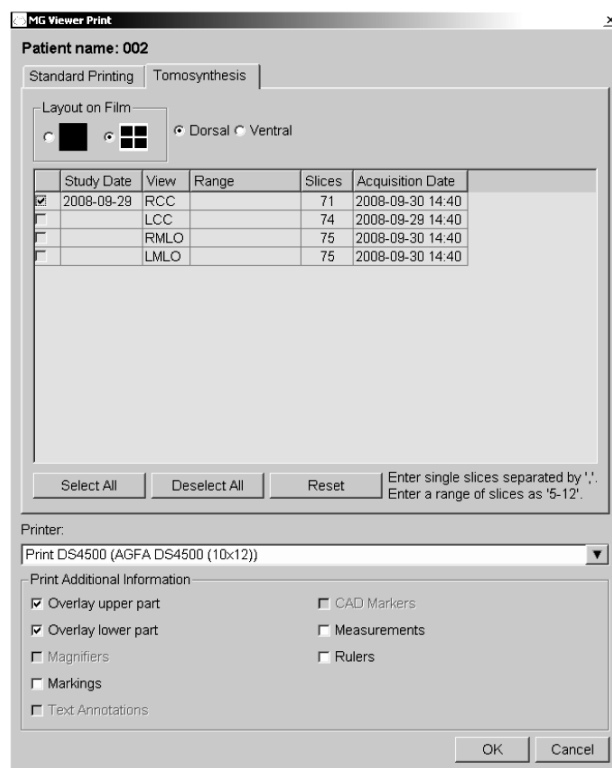 MG Viewer Print
Patient name: 002
Standard Printing Tomosynthesis
Layout on Film
Dorsal Ventral
Study Date View Range Slices Acquisition Date
2008-09-29 RCC 71 2008-09-30 14:40
LCC 74 2008-09-29 14:40
RMLO 75 2008-09-30 14:40
LMLO 75 2008-09-30 14:40
Select All Deselect All Reset Enter single slices separated by ','.
Enter a range of slices as '5-12'.
Printer:
Print DS4500 (AGFA DS4500 (10x12))
Print Additional Information
Overlay upper part CAD Markers
Overlay lower part Measurements
Magnifiers Rulers
Markings
Text Annotations
OK Cancel